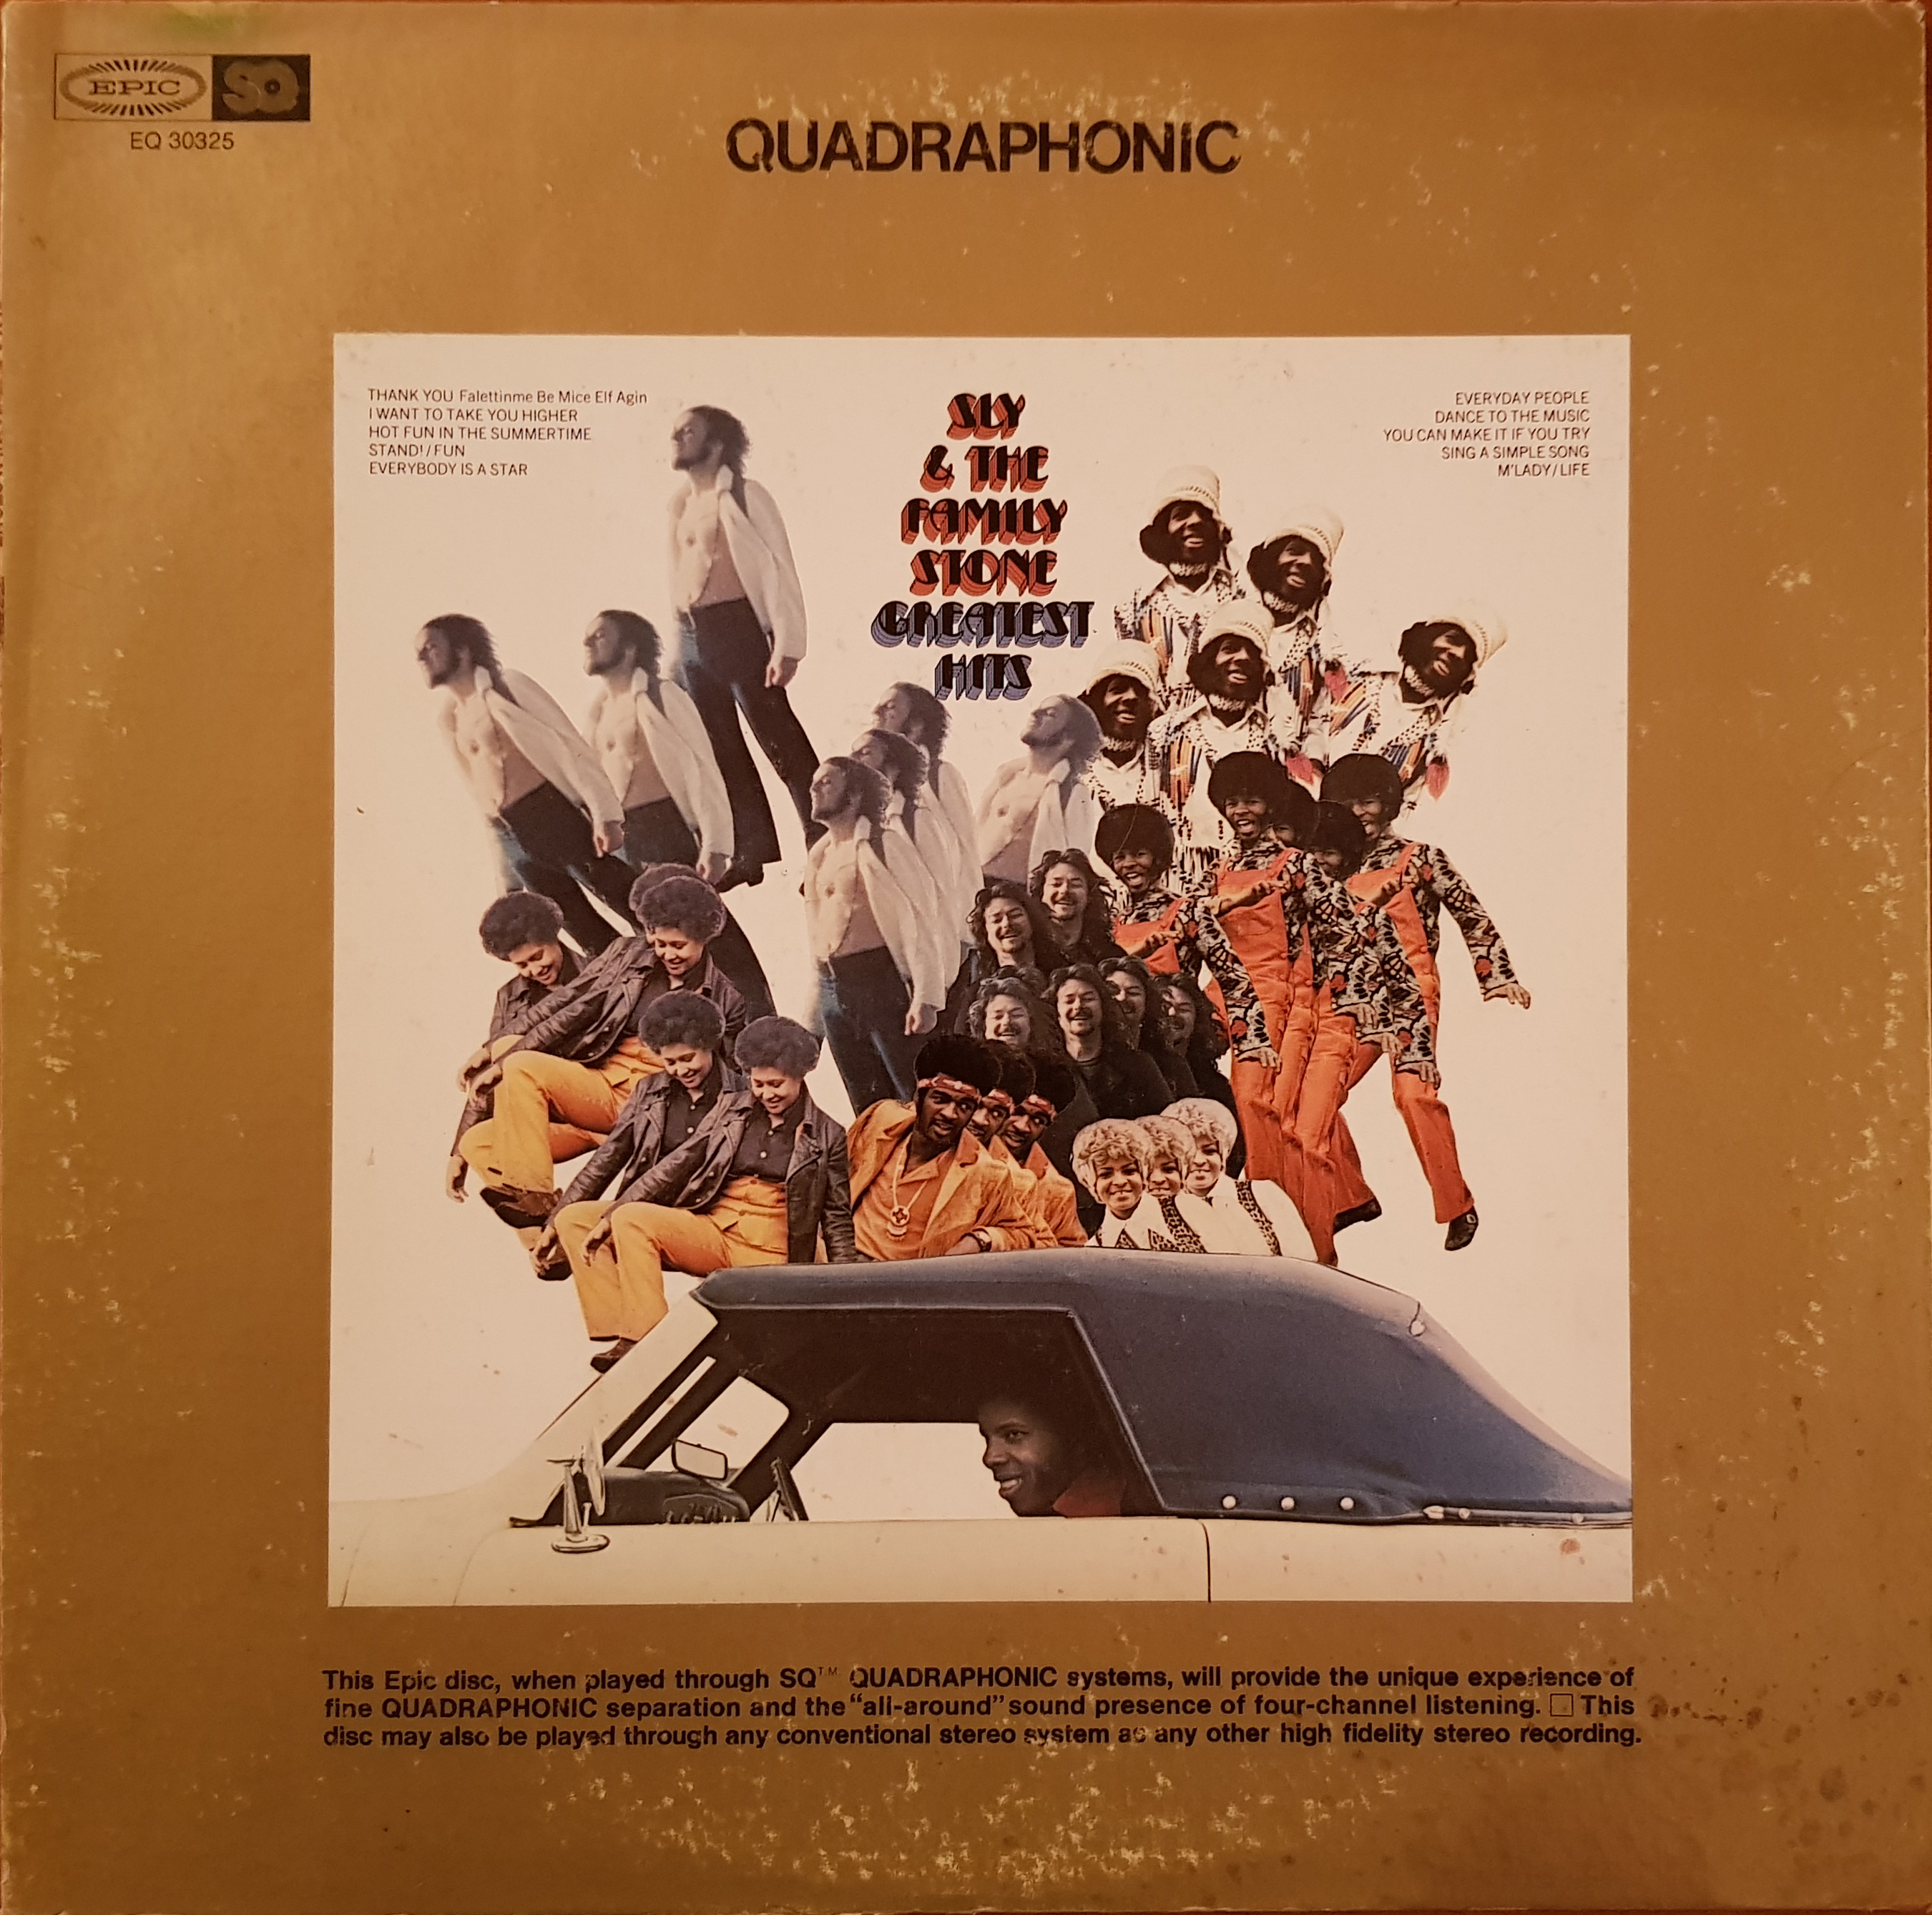 EPIC SQ
EQ 30325
QUADRAPHONIC
THANK YOU Falettinme Be Mice Elf Agin
I WANT TO TAKE YOU HIGHER
HOT FUN IN THE SUMMERTIME
STAND! / FUN
EVERYBODY IS A STAR
SLY
& THE
FAMILY
STONE
GREATEST
HITS
EVERYDAY PEOPLE
DANCE TO THE MUSIC
YOU CAN MAKE IT IF YOU TRY
SING A SIMPLE SONG
M'LADY / LIFE
This Epic disc, when played through SQ™ QUADRAPHONIC systems, will provide the unique experience of
fine QUADRAPHONIC separation and the "all-around" sound presence of four-channel listening. □ This
disc may also be played through any conventional stereo system as any other high fidelity stereo recording.